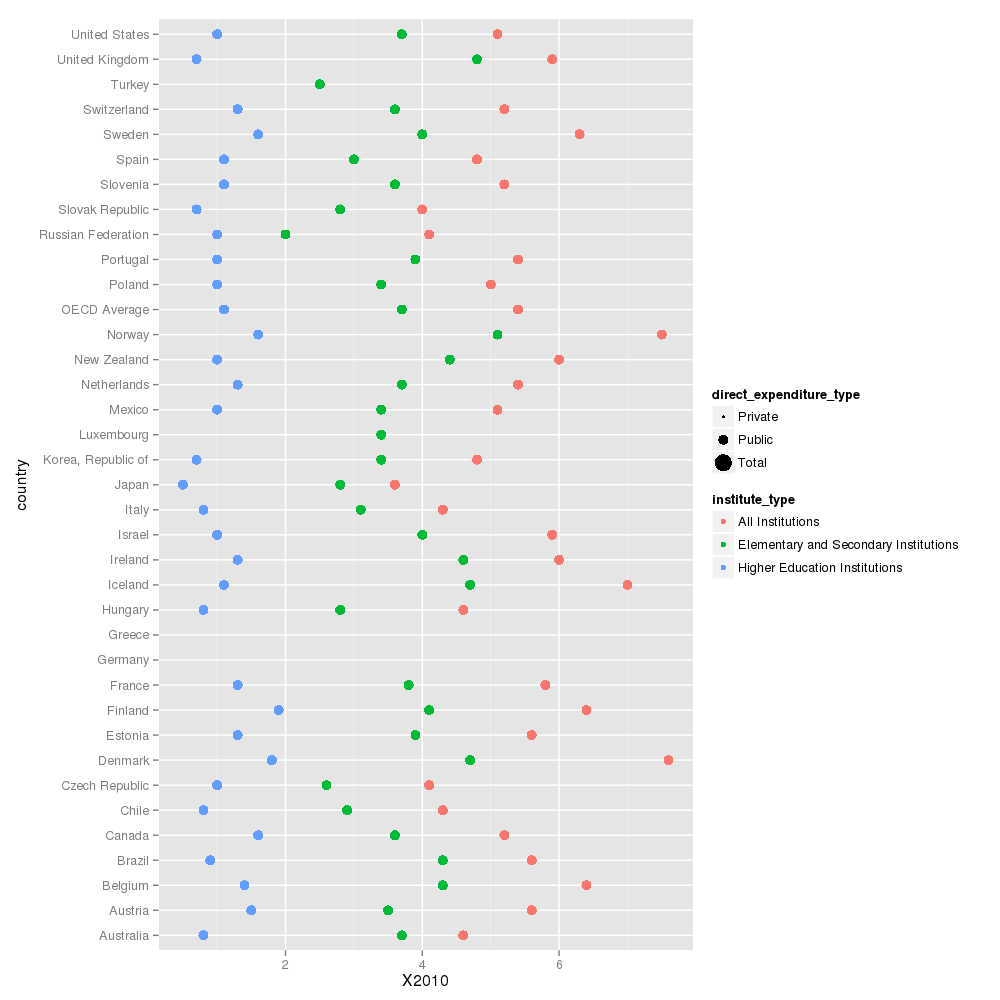 United States
United Kingdom
Turkey
Switzerland
Sweden
Spain
Slovenia
Slovak Republic
Russian Federation
Portugal
Poland
OECD Average
Norway
New Zealand
Netherlands
Mexico
Luxembourg
Korea, Republic of
Japan
Italy
Israel
Ireland
Iceland
Hungary
Greece
Germany
France
Finland
Estonia
Denmark
Czech Republic
Chile
Canada
Brazil
Belgium
Austria
Australia
country
2 4 6
X2010
direct_expenditure_type
Private
Public
Total
institute_type
All Institutions
Elementary and Secondary Institutions
Higher Education Institutions